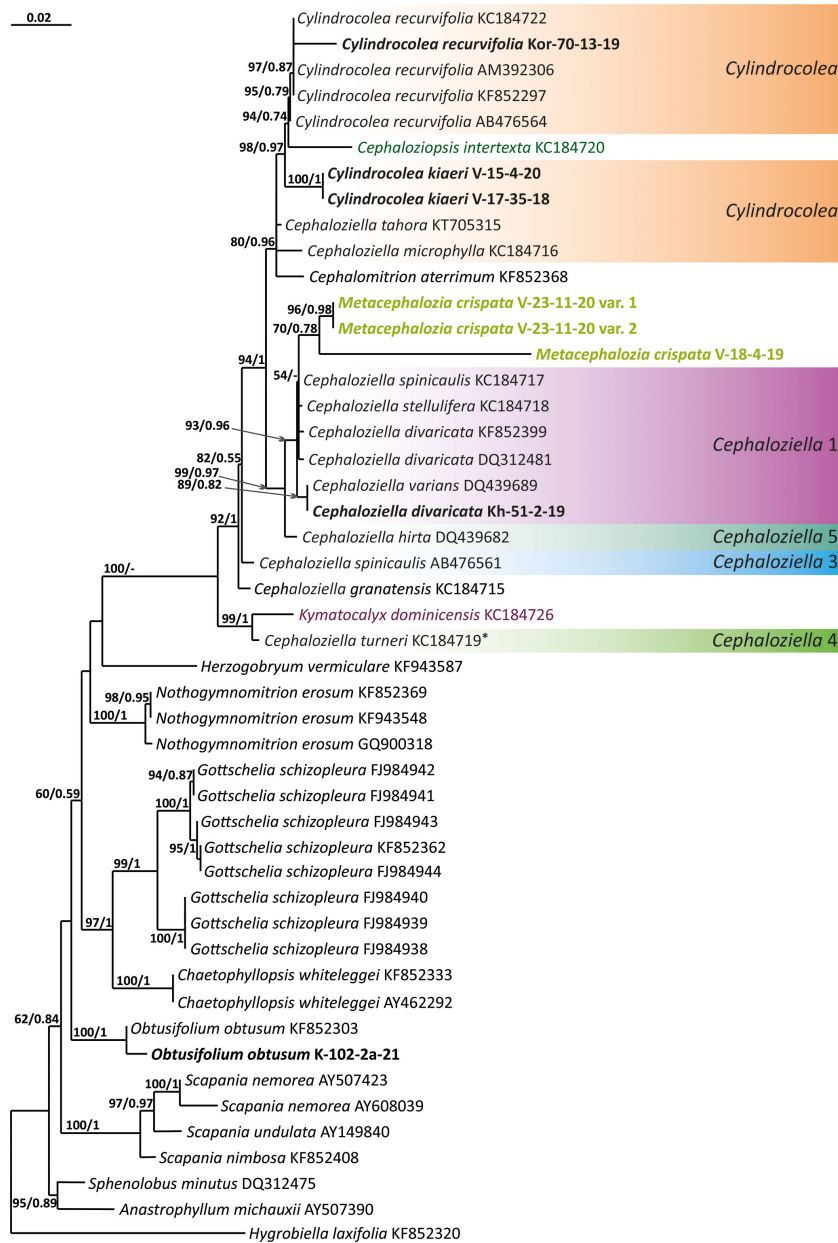 0.02
Cylindrocolea recurvifolia KC184722
Cylindrocolea recurvifolia Kor-70-13-19
97/0.87
Cylindrocolea recurvifolia AM392306
Cylindrocolea
95/0.79
Cylindrocolea recurvifolia KF852297
94/0.74
Cylindrocolea recurvifolia AB476564
98/0.97
Cephaloziopsis intertexta KC184720
100/1
Cylindrocolea kiaeri V-15-4-20
Cylindrocolea kiaeri V-17-35-18
Cylindrocolea
Cephaloziella tahora KT705315
80/0.96
Cephaloziella microphylla KC184716
Cephalomitrion aterrimum KF852368
96/0.98
Metacephalozia crispata V-23-11-20 var. 1
70/0.78
Metacephalozia crispata V-23-11-20 var. 2
Metacephalozia crispata V-18-4-19
94/1
54/-
Cephaloziella spinicaulis KC184717
Cephaloziella stellulifera KC184718
93/0.96
Cephaloziella divaricata KF852399
Cephaloziella 1
82/0.55
Cephaloziella divaricata DQ312481
99/0.97
89/0.82
Cephaloziella varians DQ439689
Cephaloziella divaricata Kh-51-2-19
92/1
Cephaloziella hirta DQ439682
Cephaloziella 5
Cephaloziella spinicaulis AB476561
Cephaloziella 3
100/-
Cephaloziella granatensis KC184715
99/1
Kymatocalyx dominicensis KC184726
Cephaloziella turneri KC184719*
Cephaloziella 4
Herzogobryum vermiculare KF943587
98/0.95
Nothogymnomitrion erosum KF852369
100/1
Nothogymnomitrion erosum KF943548
Nothogymnomitrion erosum GQ900318
94/0.87
Gottschelia schizopleura FJ984942
60/0.59
100/1
Gottschelia schizopleura FJ984941
Gottschelia schizopleura FJ984943
95/1
Gottschelia schizopleura KF852362
99/1
Gottschelia schizopleura FJ984944
Gottschelia schizopleura FJ984940
97/1
Gottschelia schizopleura FJ984939
100/1
Gottschelia schizopleura FJ984938
100/1
Chaetophyllopsis whiteleggei KF852333
Chaetophyllopsis whiteleggei AY462292
62/0.84
100/1
Obtusifolium obtusum KF852303
Obtusifolium obtusum K-102-2a-21
100/1
Scapania nemorea AY507423
97/0.97
Scapania nemorea AY608039
100/1
Scapania undulata AY149840
Scapania nimbosa KF852408
Sphenolobus minutus DQ312475
95/0.89
Anastrophyllum michauxii AY507390
Hygrobiella laxifolia KF852320